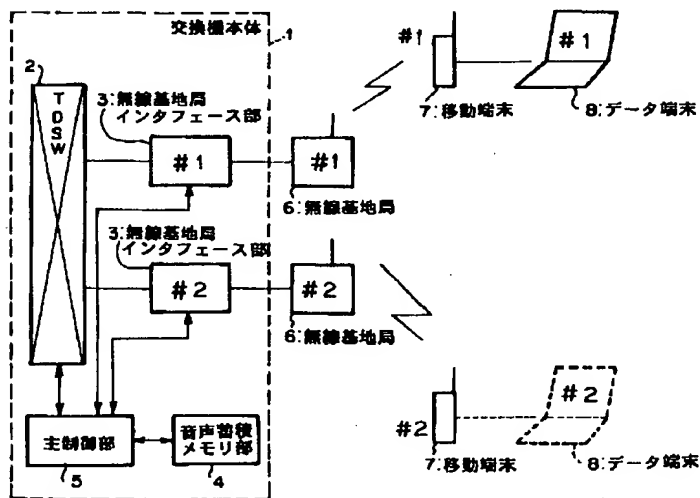 交換機本体
1
2
TDSW
3:無線基地局
インタフェース部
#1
#1
6:無線基地局
3:無線基地局
インタフェース部
#2
#2
6:無線基地局
主制御部
5
音声蓄積
メモリ部
4
#1
7:移動端末
#1
8:データ端末
#2
7:移動端末
#2
8:データ端末